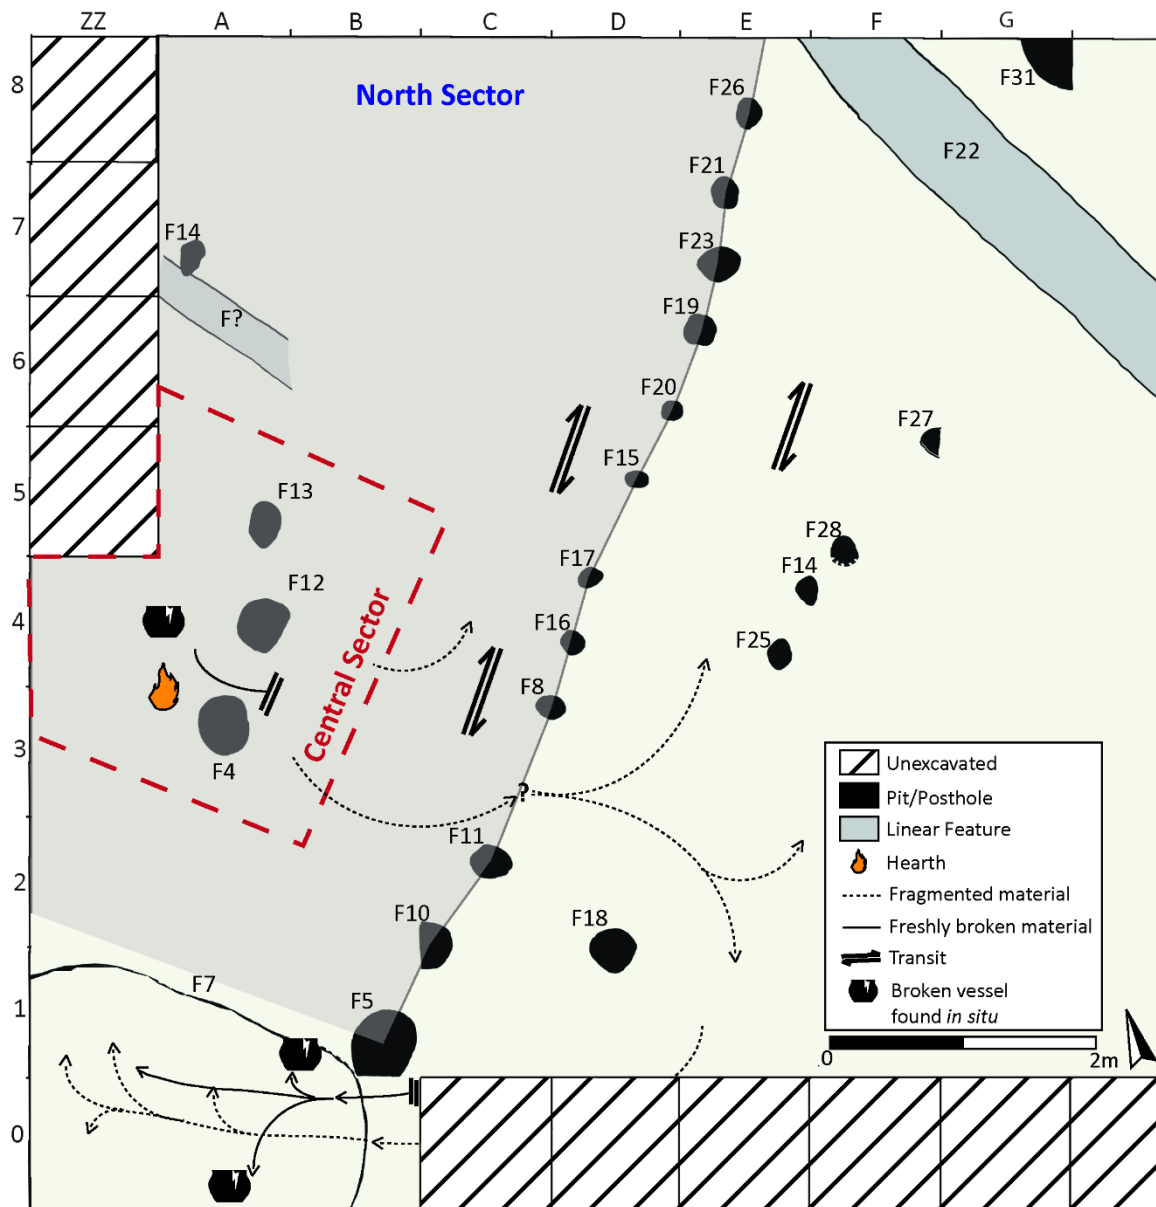 ZZ A B C D E F G
8
North Sector
F26
F31
F22
F21
7
F14
F23
F?
F19
6
F20
F27
F15
5
F13
F28
F17
F14
F12
4
F16
F25
Central Sector
F8
3
F4
?
F11
2
F10
F18
F7
1
F5
0
Unexcavated
Pit/Posthole
Linear Feature
Hearth
Fragmented material
Freshly broken material
Transit
Broken vessel
found in situ
0 2m